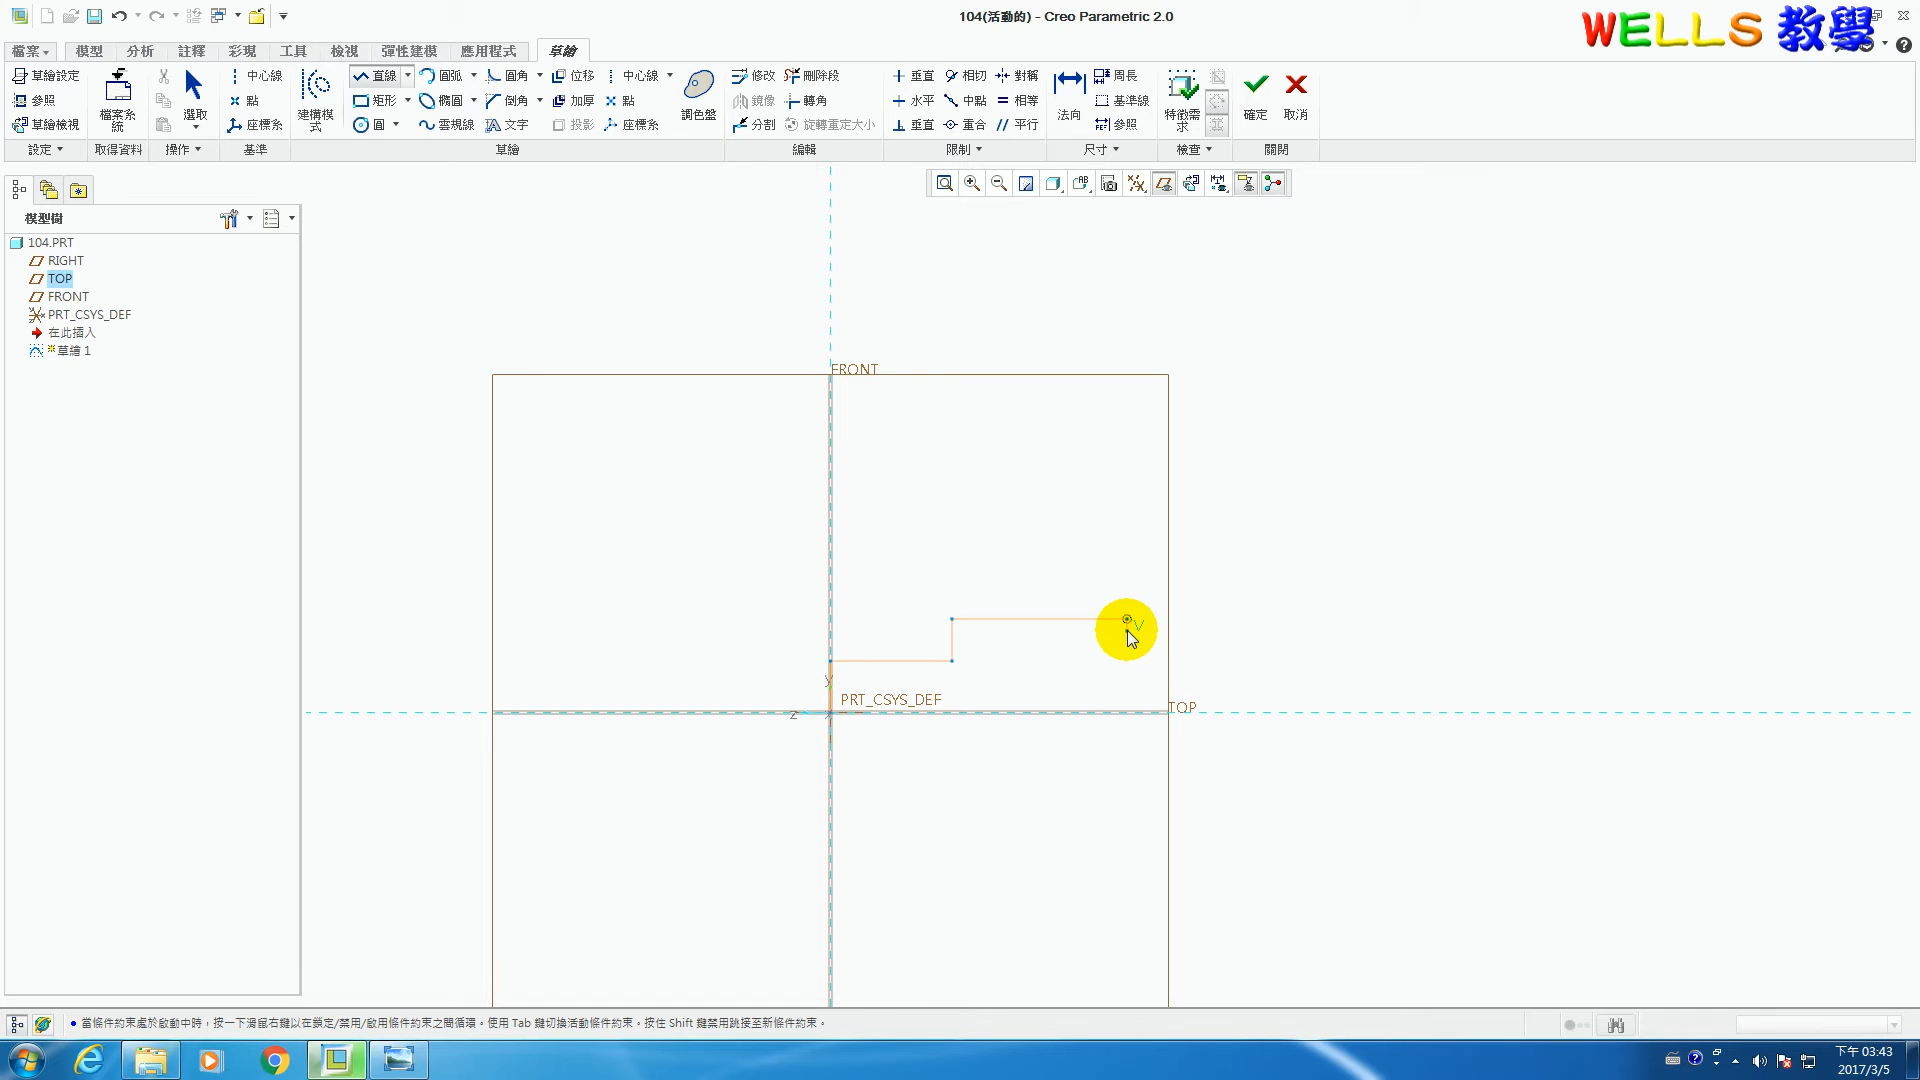 104(活動的) - Creo Parametric 2.0
WELLS 教學
檔案 模型 分析 註釋 彩現 工具 檢視 彈性建模 應用程式 草繪
草繪設定 中心線 直線 圓弧 圓角 位移 中心線 修改 刪除段 垂直 相切 對稱 周長
參照 點 矩形 橢圓 倒角 加厚 點 鏡像 轉角 水平 中點 相等 基準線
草繪檢視 座標系 圓 雲規線 文字 投影 座標系 分割 旋轉重定大小 垂直 重合 平行 參照
檔案系統 選取 建構模式 調色盤 法向 特徵需求 確定 取消
設定 取得資料 操作 基準 草繪 編輯 限制 尺寸 檢查 關閉
模型樹
104.PRT
RIGHT
TOP
FRONT
PRT_CSYS_DEF
在此插入
草繪 1
FRONT
V
y
PRT_CSYS_DEF
TOP
z
x
當條件約束處於啟動中時，按一下滑鼠右鍵以在鎖定/禁用/啟用條件約束之間循環。使用 Tab 鍵切換活動條件約束。按住 Shift 鍵禁用跳接至新條件約束。
下午 03:43
2017/3/5